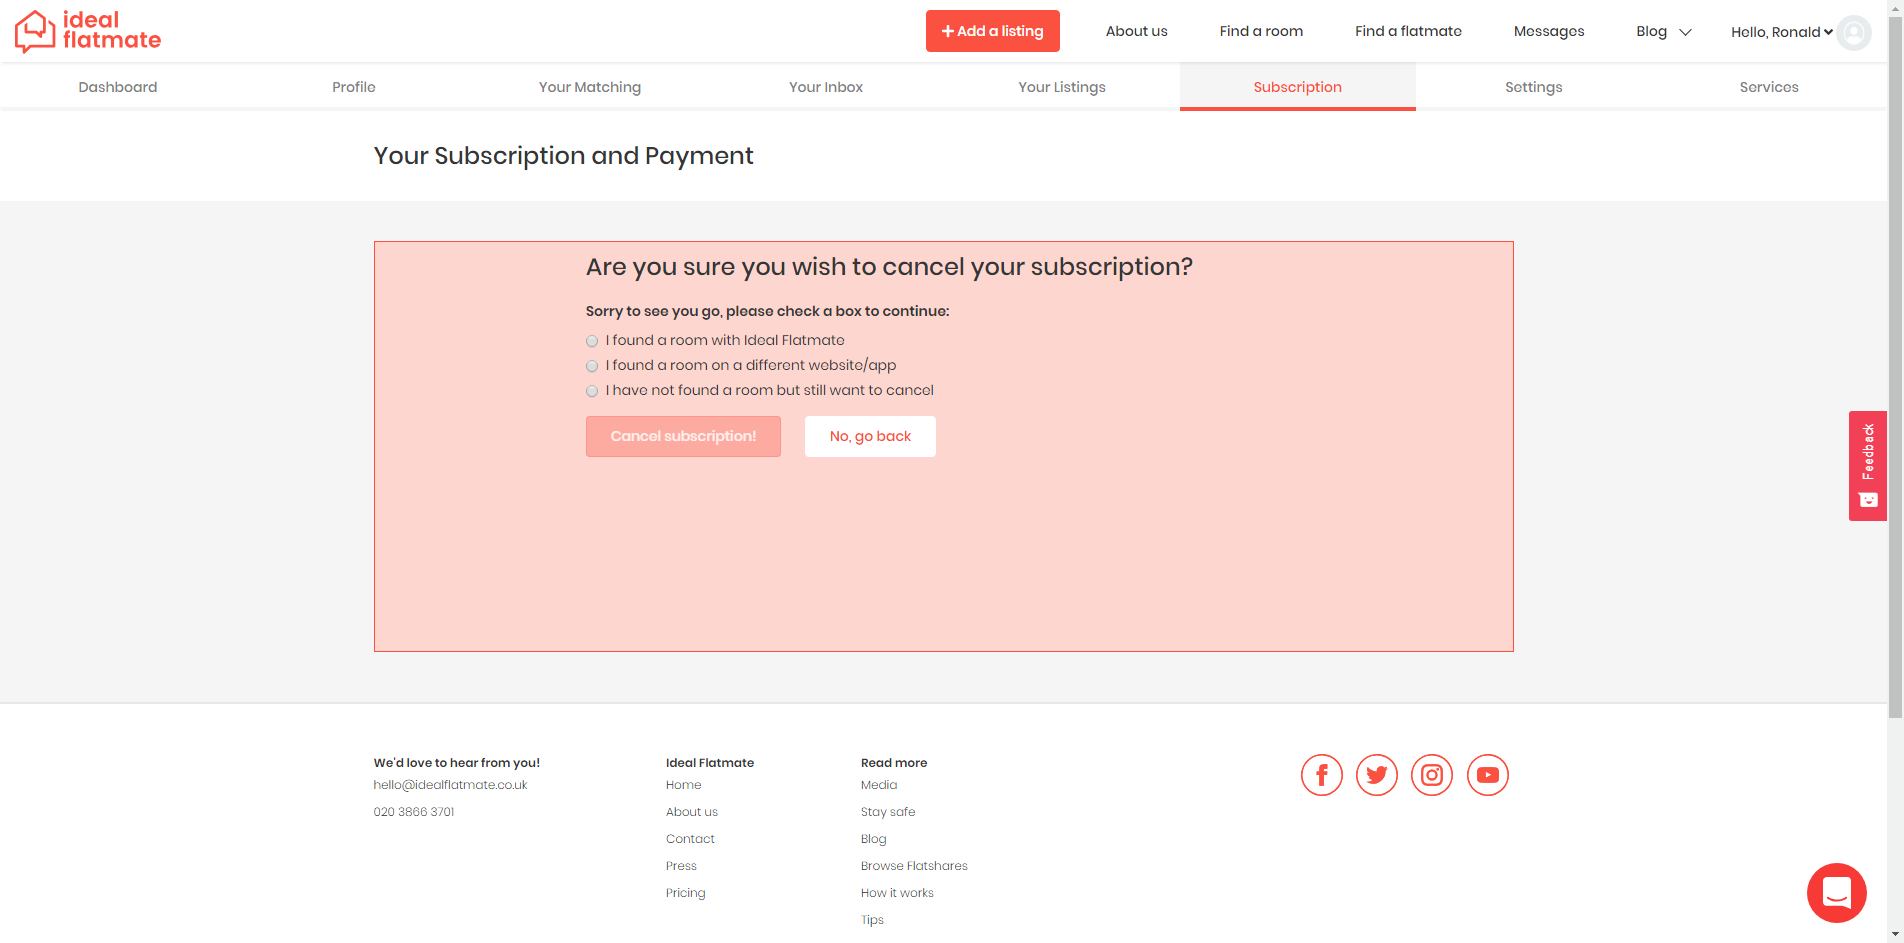 ideal
flatmate
Add a listing
About us
Find a room
Find a flatmate
Messages
Blog
Hello, Ronald
Dashboard
Profile
Your Matching
Your Inbox
Your Listings
Subscription
Settings
Services
Your Subscription and Payment
Are you sure you wish to cancel your subscription?
Sorry to see you go, please check a box to continue:
I found a room with Ideal Flatmate
I found a room on a different website/app
I have not found a room but still want to cancel
Cancel subscription!
No, go back
Feedback
We'd love to hear from you!
hello@idealflatmate.co.uk
020 3866 3701
Ideal Flatmate
Home
About us
Contact
Press
Pricing
Read more
Media
Stay safe
Blog
Browse Flatshares
How it works
Tips